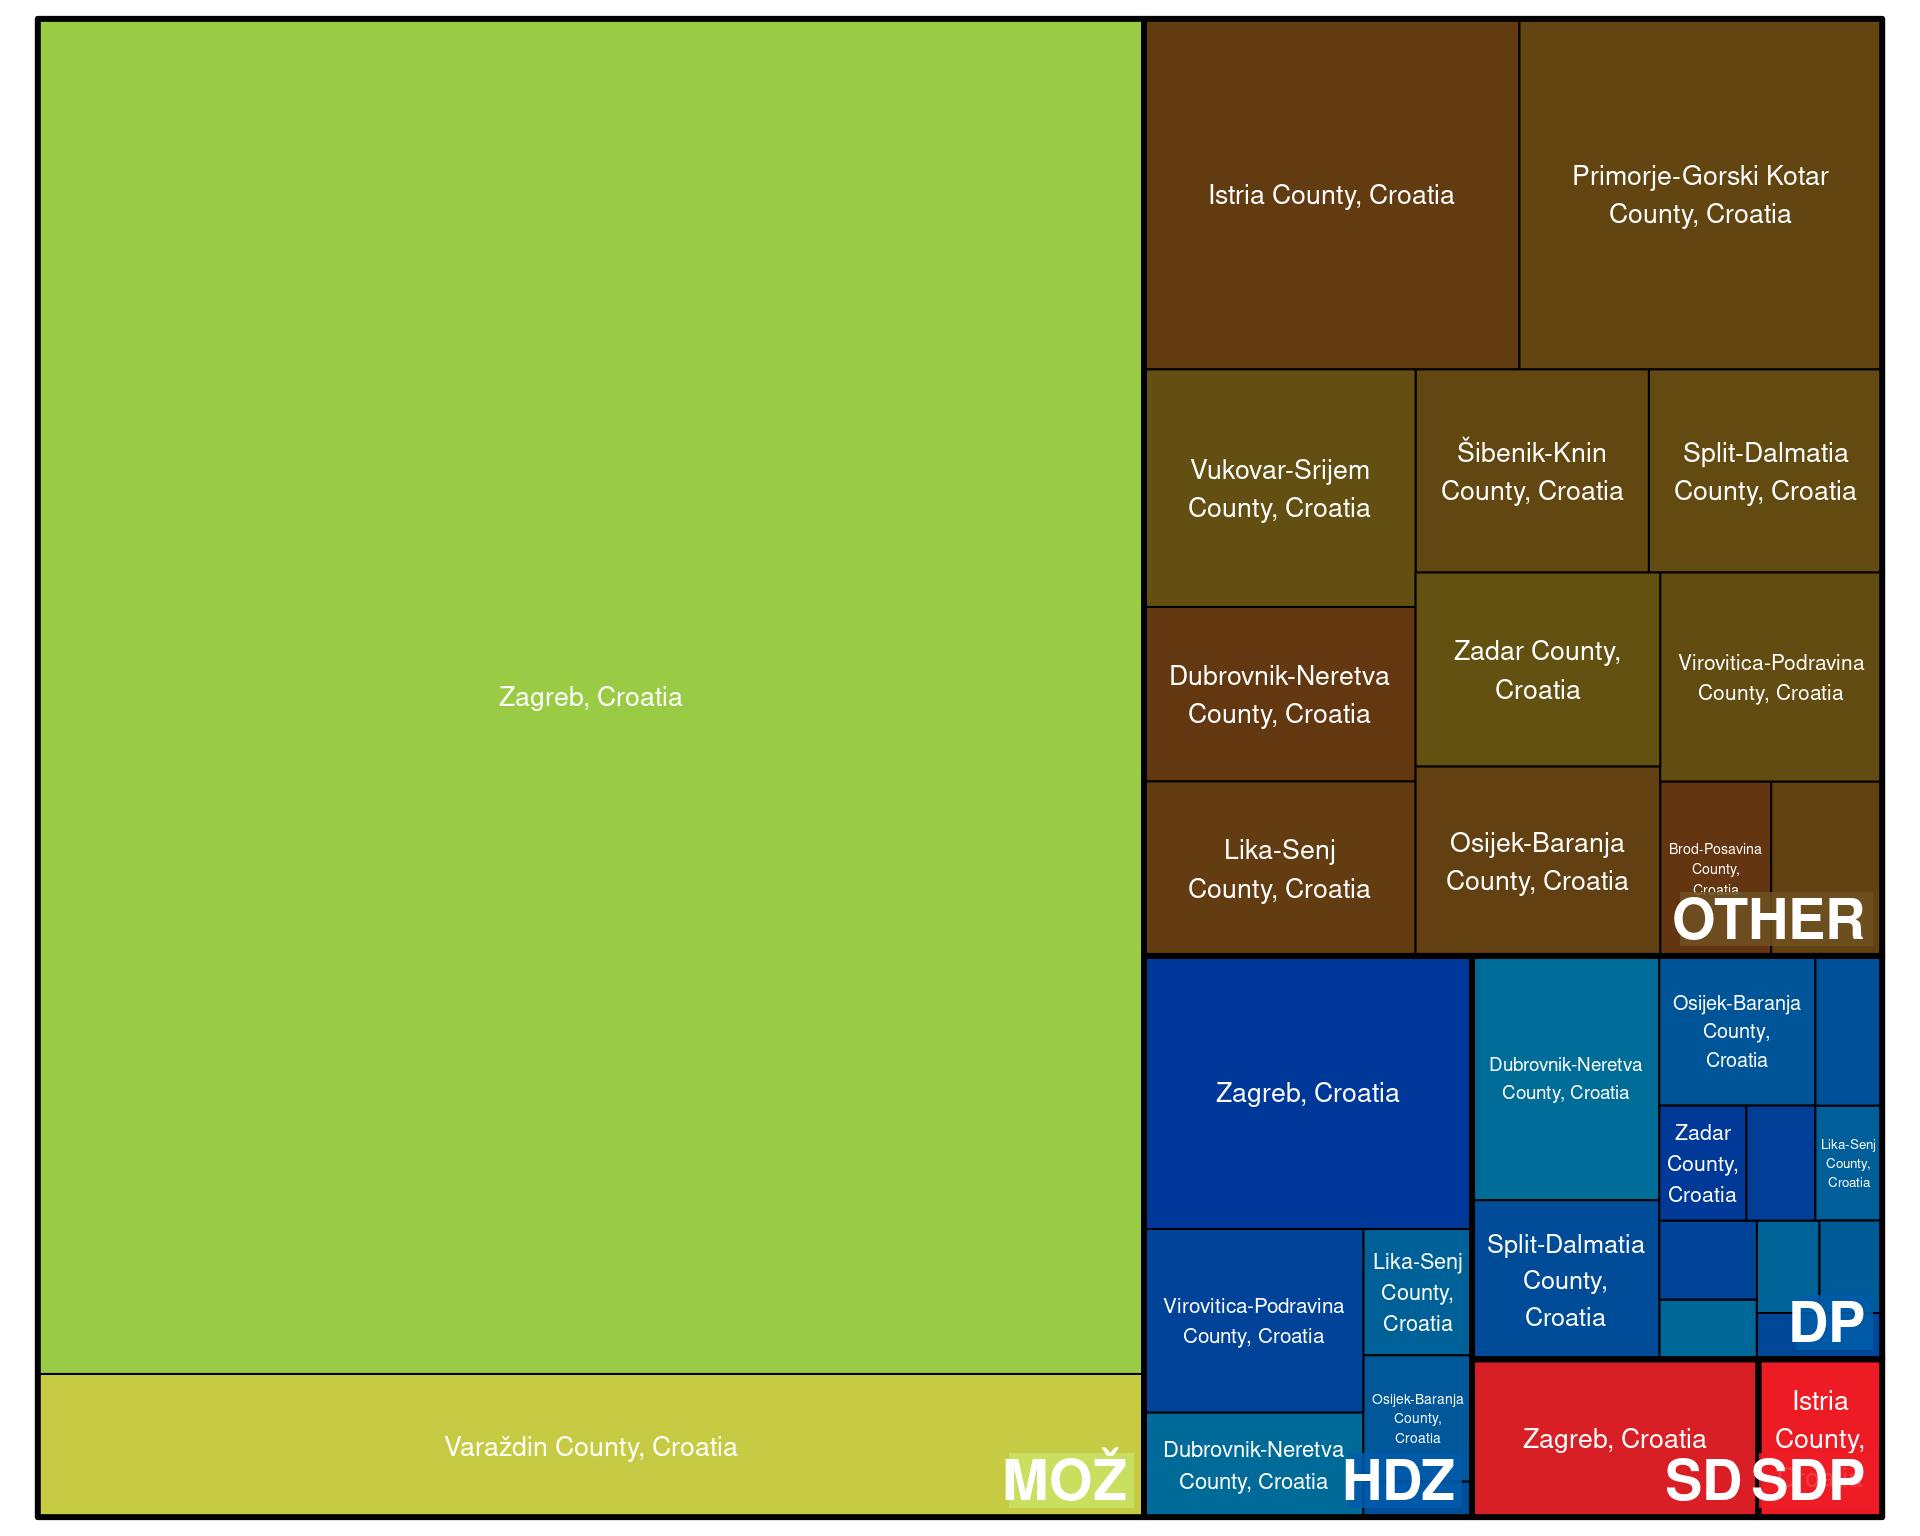 Zagreb, Croatia
Varaždin County, Croatia
MOŽ
Istria County, Croatia
Primorje-Gorski Kotar
County, Croatia
Vukovar-Srijem
County, Croatia
Šibenik-Knin
County, Croatia
Split-Dalmatia
County, Croatia
Dubrovnik-Neretva
County, Croatia
Zadar County,
Croatia
Virovitica-Podravina
County, Croatia
Lika-Senj
County, Croatia
Osijek-Baranja
County, Croatia
Brod-Posavina
County,
Croatia
OTHER
Zagreb, Croatia
Virovitica-Podravina
County, Croatia
Lika-Senj
County,
Croatia
Osijek-Baranja
County,
Croatia
Dubrovnik-Neretva
County, Croatia
HDZ
Dubrovnik-Neretva
County, Croatia
Osijek-Baranja
County,
Croatia
Zadar
County,
Croatia
Lika-Senj
County,
Croatia
Split-Dalmatia
County,
Croatia
DP
Zagreb, Croatia
SD
Istria
County,
SDP